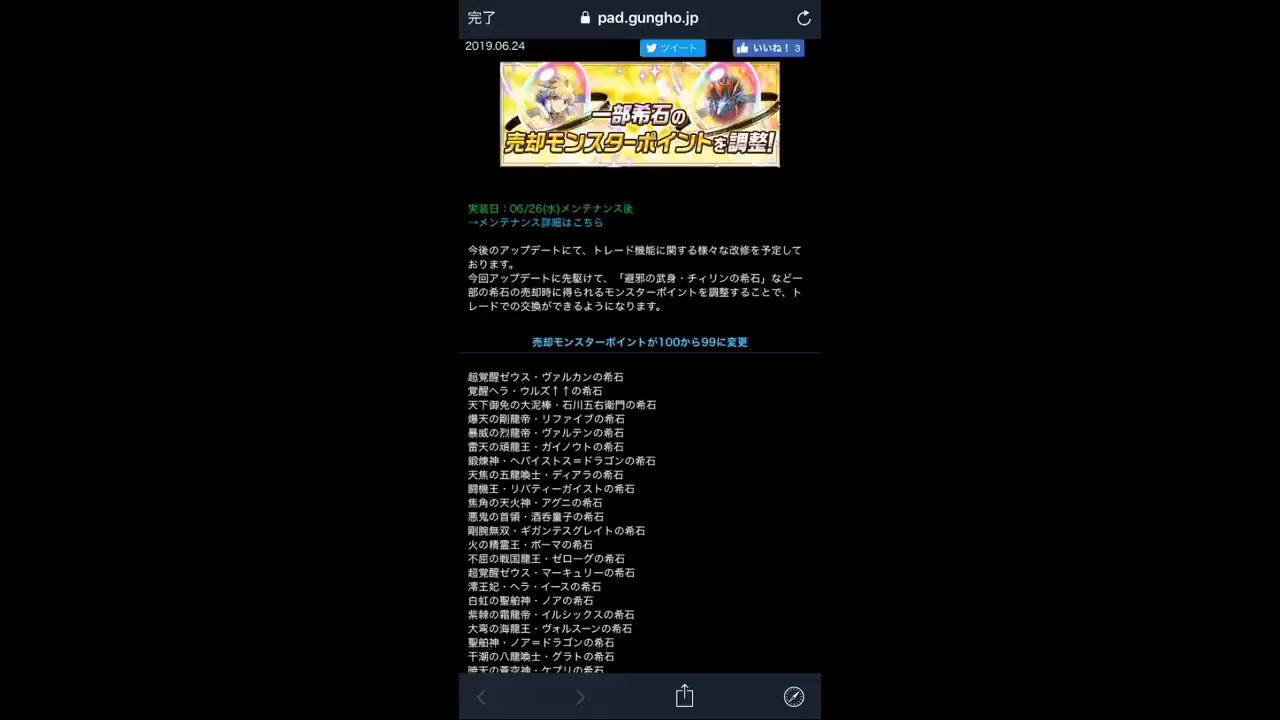 完了
pad.gungho.jp
2019.06.24
ツイート
いいね！ 3
一部希石の
売却モンスターポイントを調整！
実装日：06/26(水)メンテナンス後
→メンテナンス詳細はこちら
今後のアップデートにて、トレード機能に関する様々な改修を予定して
おります。
今回アップデートに先駆けて、「避邪の武身・チィリンの希石」など一
部の希石の売却時に得られるモンスターポイントを調整することで、ト
レードでの交換ができるようになります。
売却モンスターポイントが100から99に変更
超覚醒ゼウス・ヴァルカンの希石
覚醒ヘラ・ウルズ↑↑の希石
天下御免の大泥棒・石川五右衛門の希石
爆天の剛龍帝・リファイブの希石
暴威の烈龍帝・ヴァルテンの希石
雷天の頑龍王・ガイノウトの希石
鍛煉神・ヘパイストス＝ドラゴンの希石
天焦の五龍喚士・ディアラの希石
闘機王・リバティーガイストの希石
焦角の天火神・アグニの希石
悪鬼の首領・酒呑童子の希石
剛腕無双・ギガンテスグレイトの希石
火の精霊王・ボーマの希石
不屈の戦国龍王・ゼローグの希石
超覚醒ゼウス・マーキュリーの希石
澪王妃・ヘラ・イースの希石
白虹の聖舶神・ノアの希石
紫棘の霜龍帝・イルシックスの希石
大穹の海龍王・ヴォルスーンの希石
聖舶神・ノア＝ドラゴンの希石
干潮の八龍喚士・グラトの希石
暁天の蒼空神・ケプリの希石